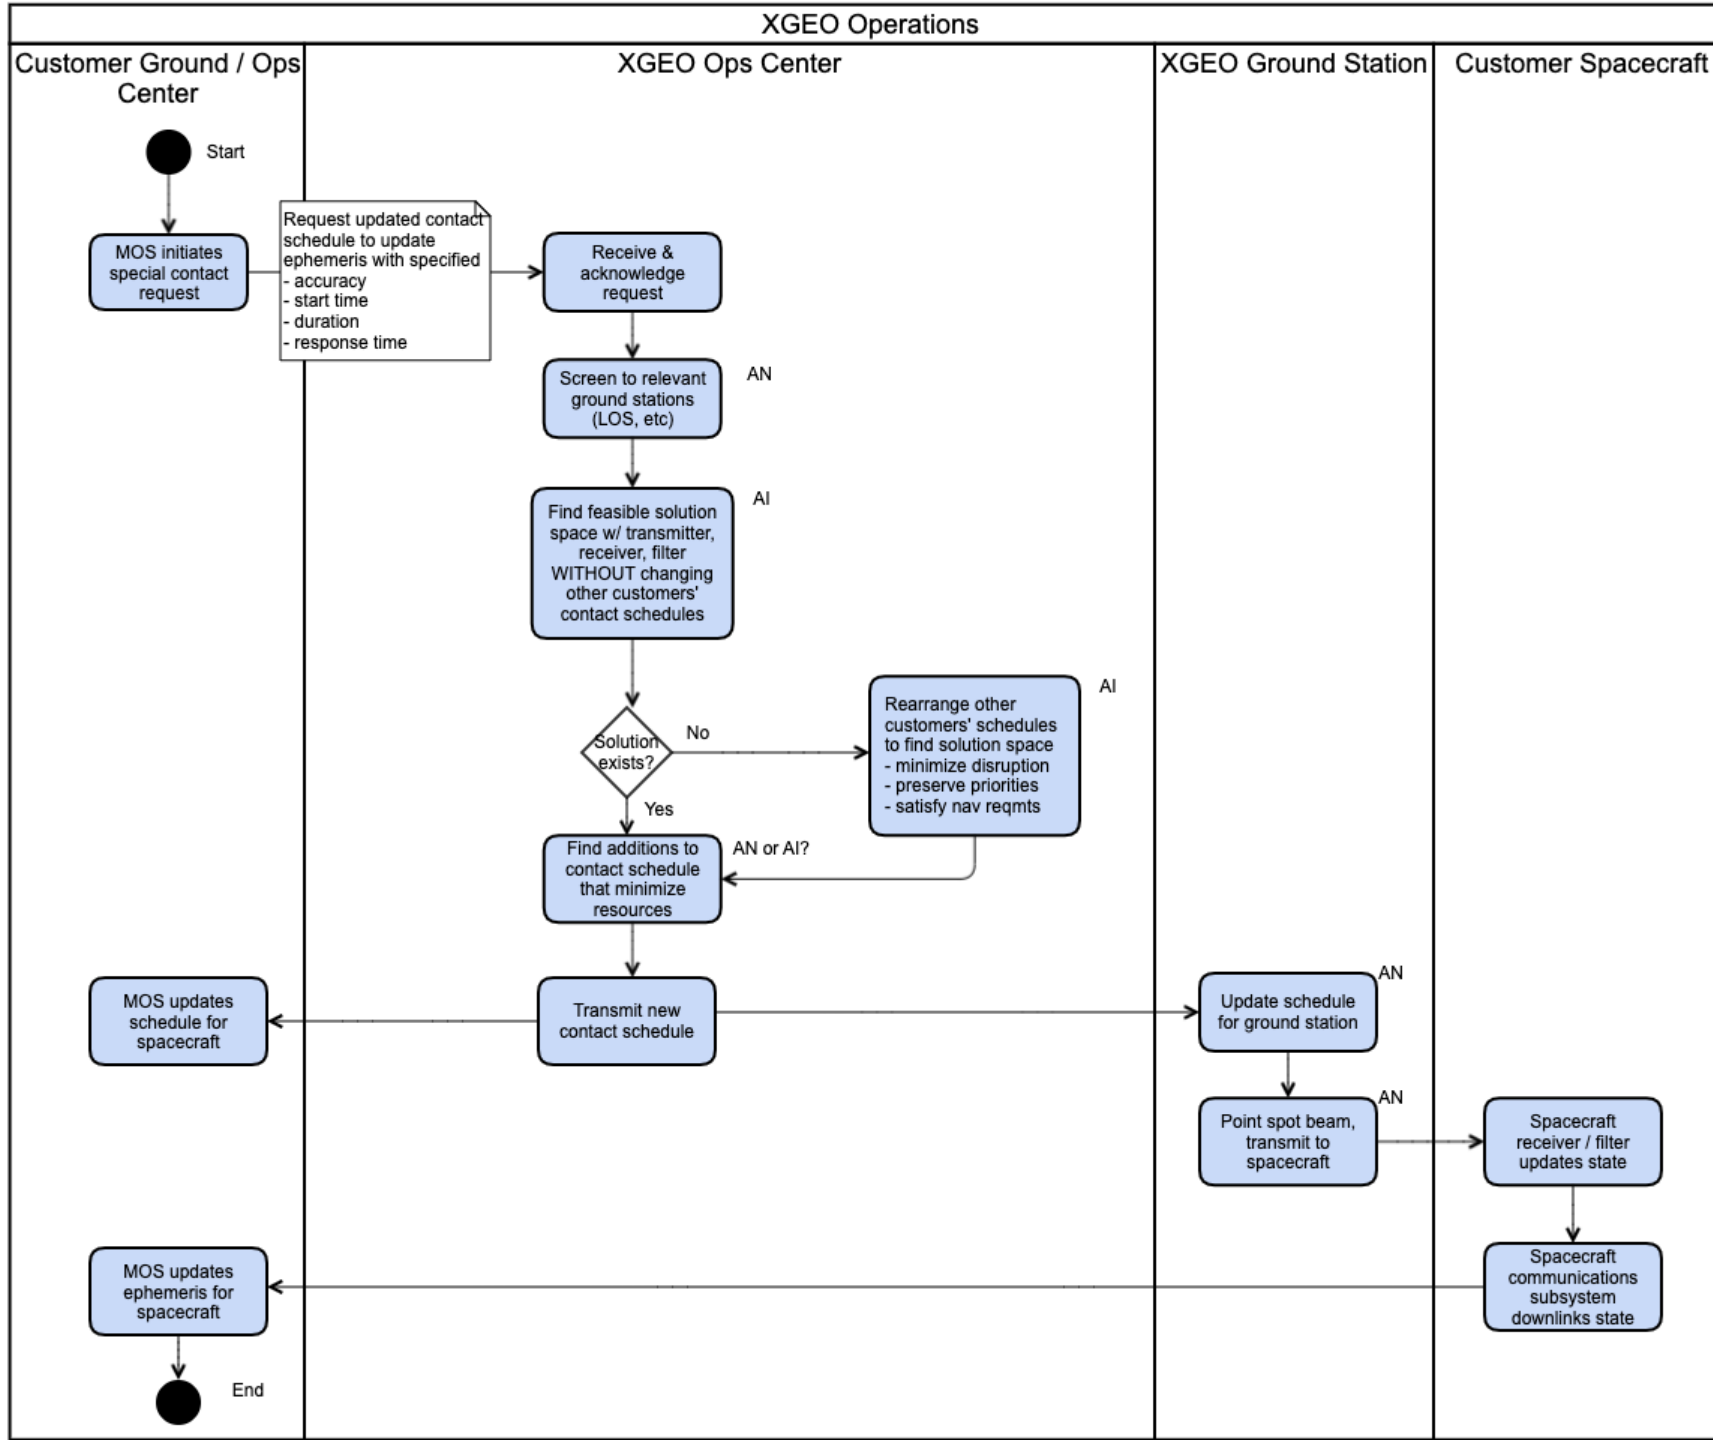 XGEO Operations
Customer Ground / Ops
Center
XGEO Ops Center
XGEO Ground Station
Customer Spacecraft
Start
MOS initiates
special contact
request
Request updated contact
schedule to update
ephemeris with specified
- accuracy
- start time
- duration
- response time
Receive &
acknowledge
request
Screen to relevant
ground stations
(LOS, etc)
AN
Find feasible solution
space w/ transmitter,
receiver, filter
WITHOUT changing
other customers'
contact schedules
AI
Solution
exists?
No
Yes
Rearrange other
customers' schedules
to find solution space
- minimize disruption
- preserve priorities
- satisfy nav reqmts
AI
Find additions to
contact schedule
that minimize
resources
AN or AI?
Transmit new
contact schedule
MOS updates
schedule for
spacecraft
Update schedule
for ground station
AN
Point spot beam,
transmit to
spacecraft
AN
Spacecraft
receiver / filter
updates state
Spacecraft
communications
subsystem
downlinks state
MOS updates
ephemeris for
spacecraft
End